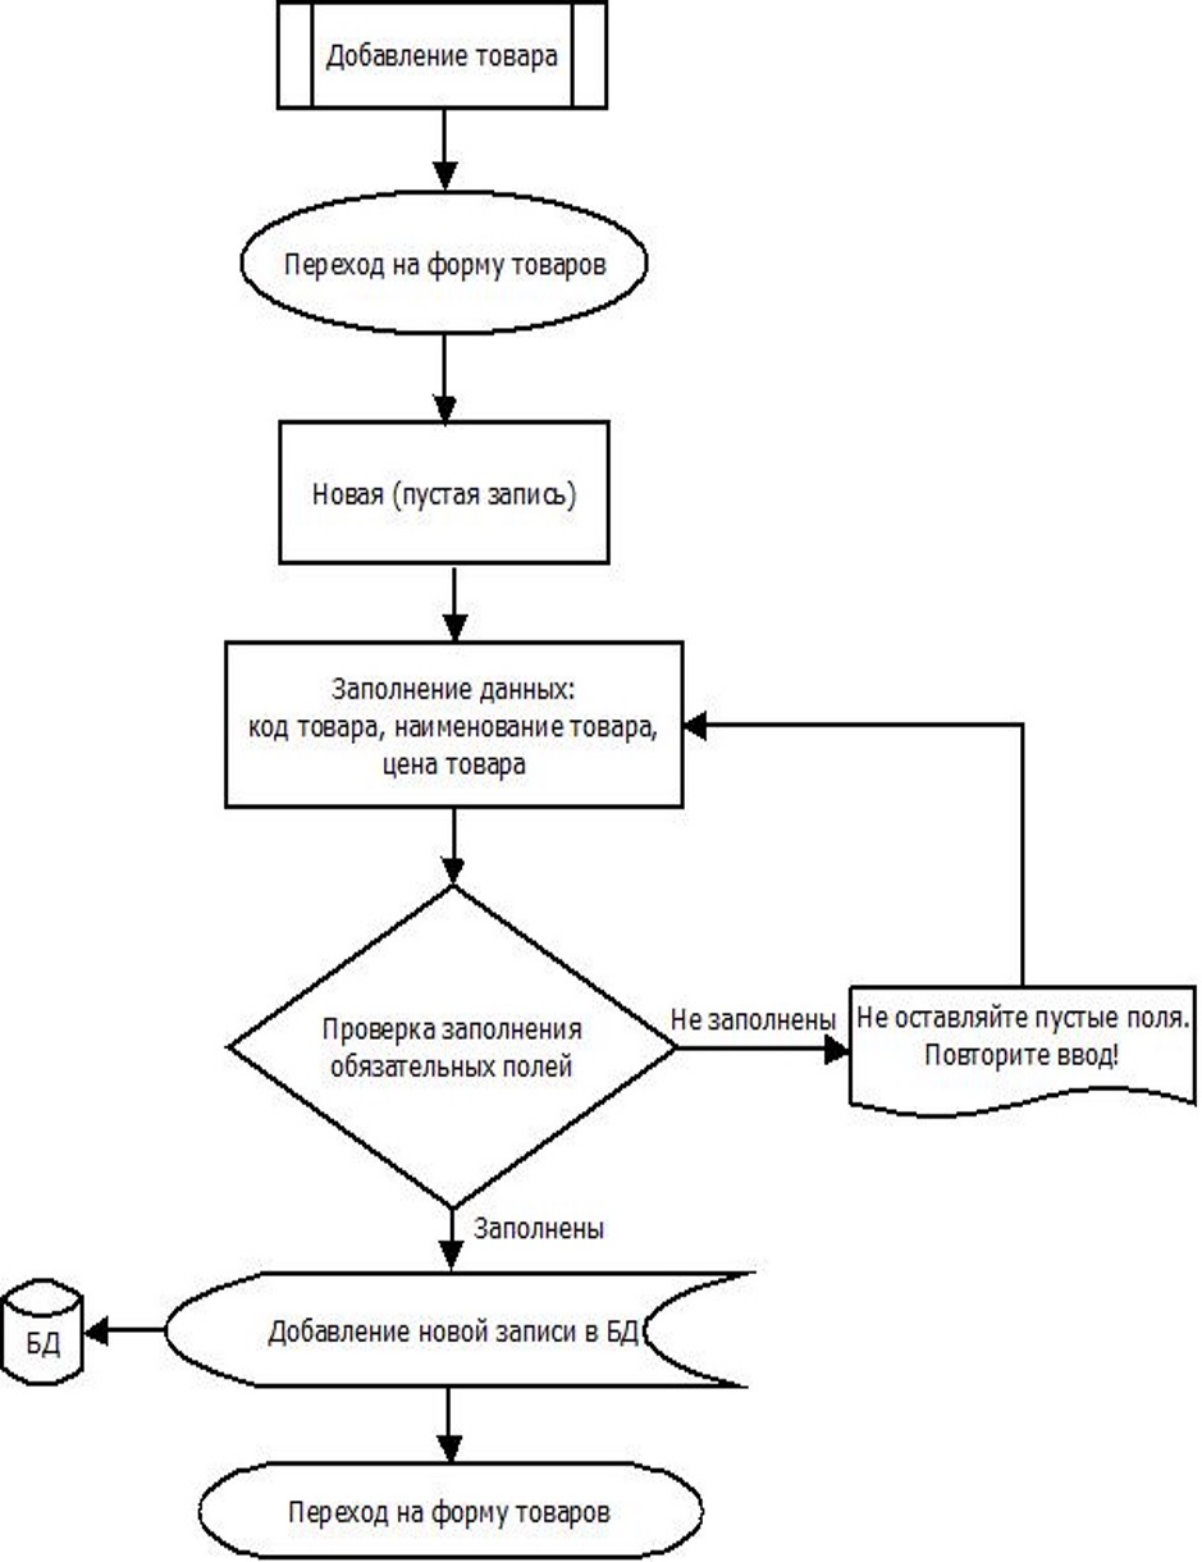 Добавление товара
Переход на форму товаров
Новая (пустая запись)
Заполнение данных:
код товара, наименование товара,
цена товара
Проверка заполнения
обязательных полей
Не заполнены
Не оставляйте пустые поля.
Повторите ввод!
Заполнены
Добавление новой записи в БД
БД
Переход на форму товаров